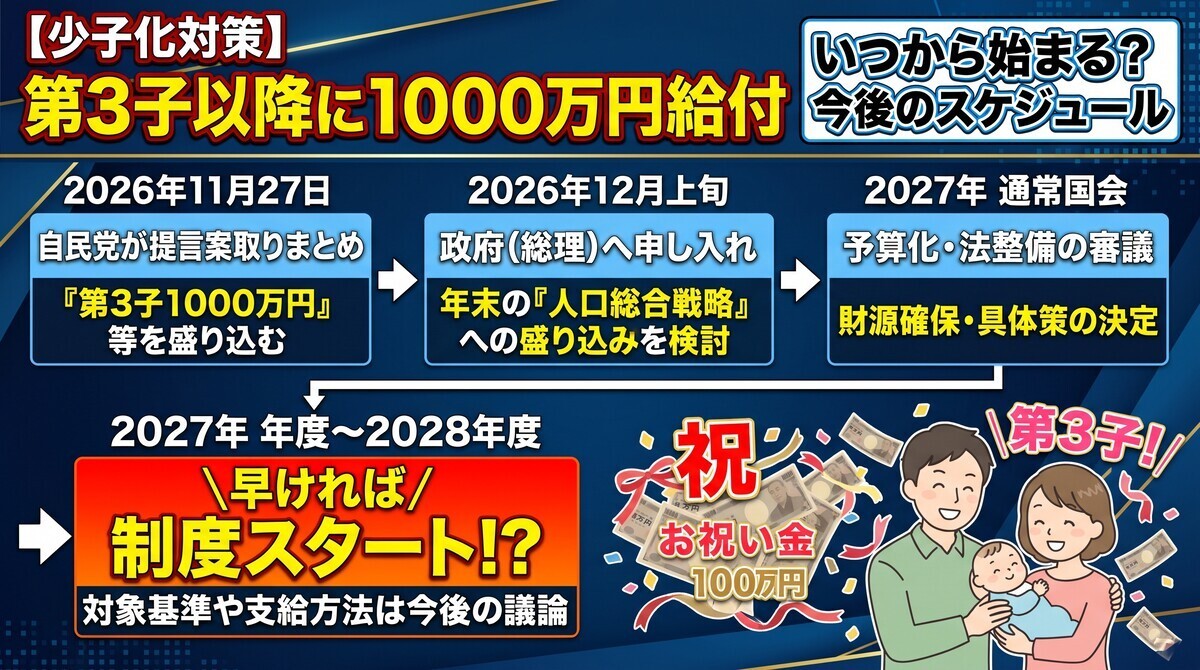 【少子化対策】
第3子以降に1000万円給付
いつから始まる?
今後のスケジュール
2026年11月27日
自民党が提言案取りまとめ
『第3子1000万円』
等を盛り込む
2026年12月上旬
政府(総理)へ申し入れ
年末の『人口総合戦略』
への盛り込みを検討
2027年 通常国会
予算化・法整備の審議
財源確保・具体策の決定
2027年 年度～2028年度
\早ければ/
制度スタート!?
対象基準や支給方法は今後の議論
祝
お祝い金
100万円
\第3子!/